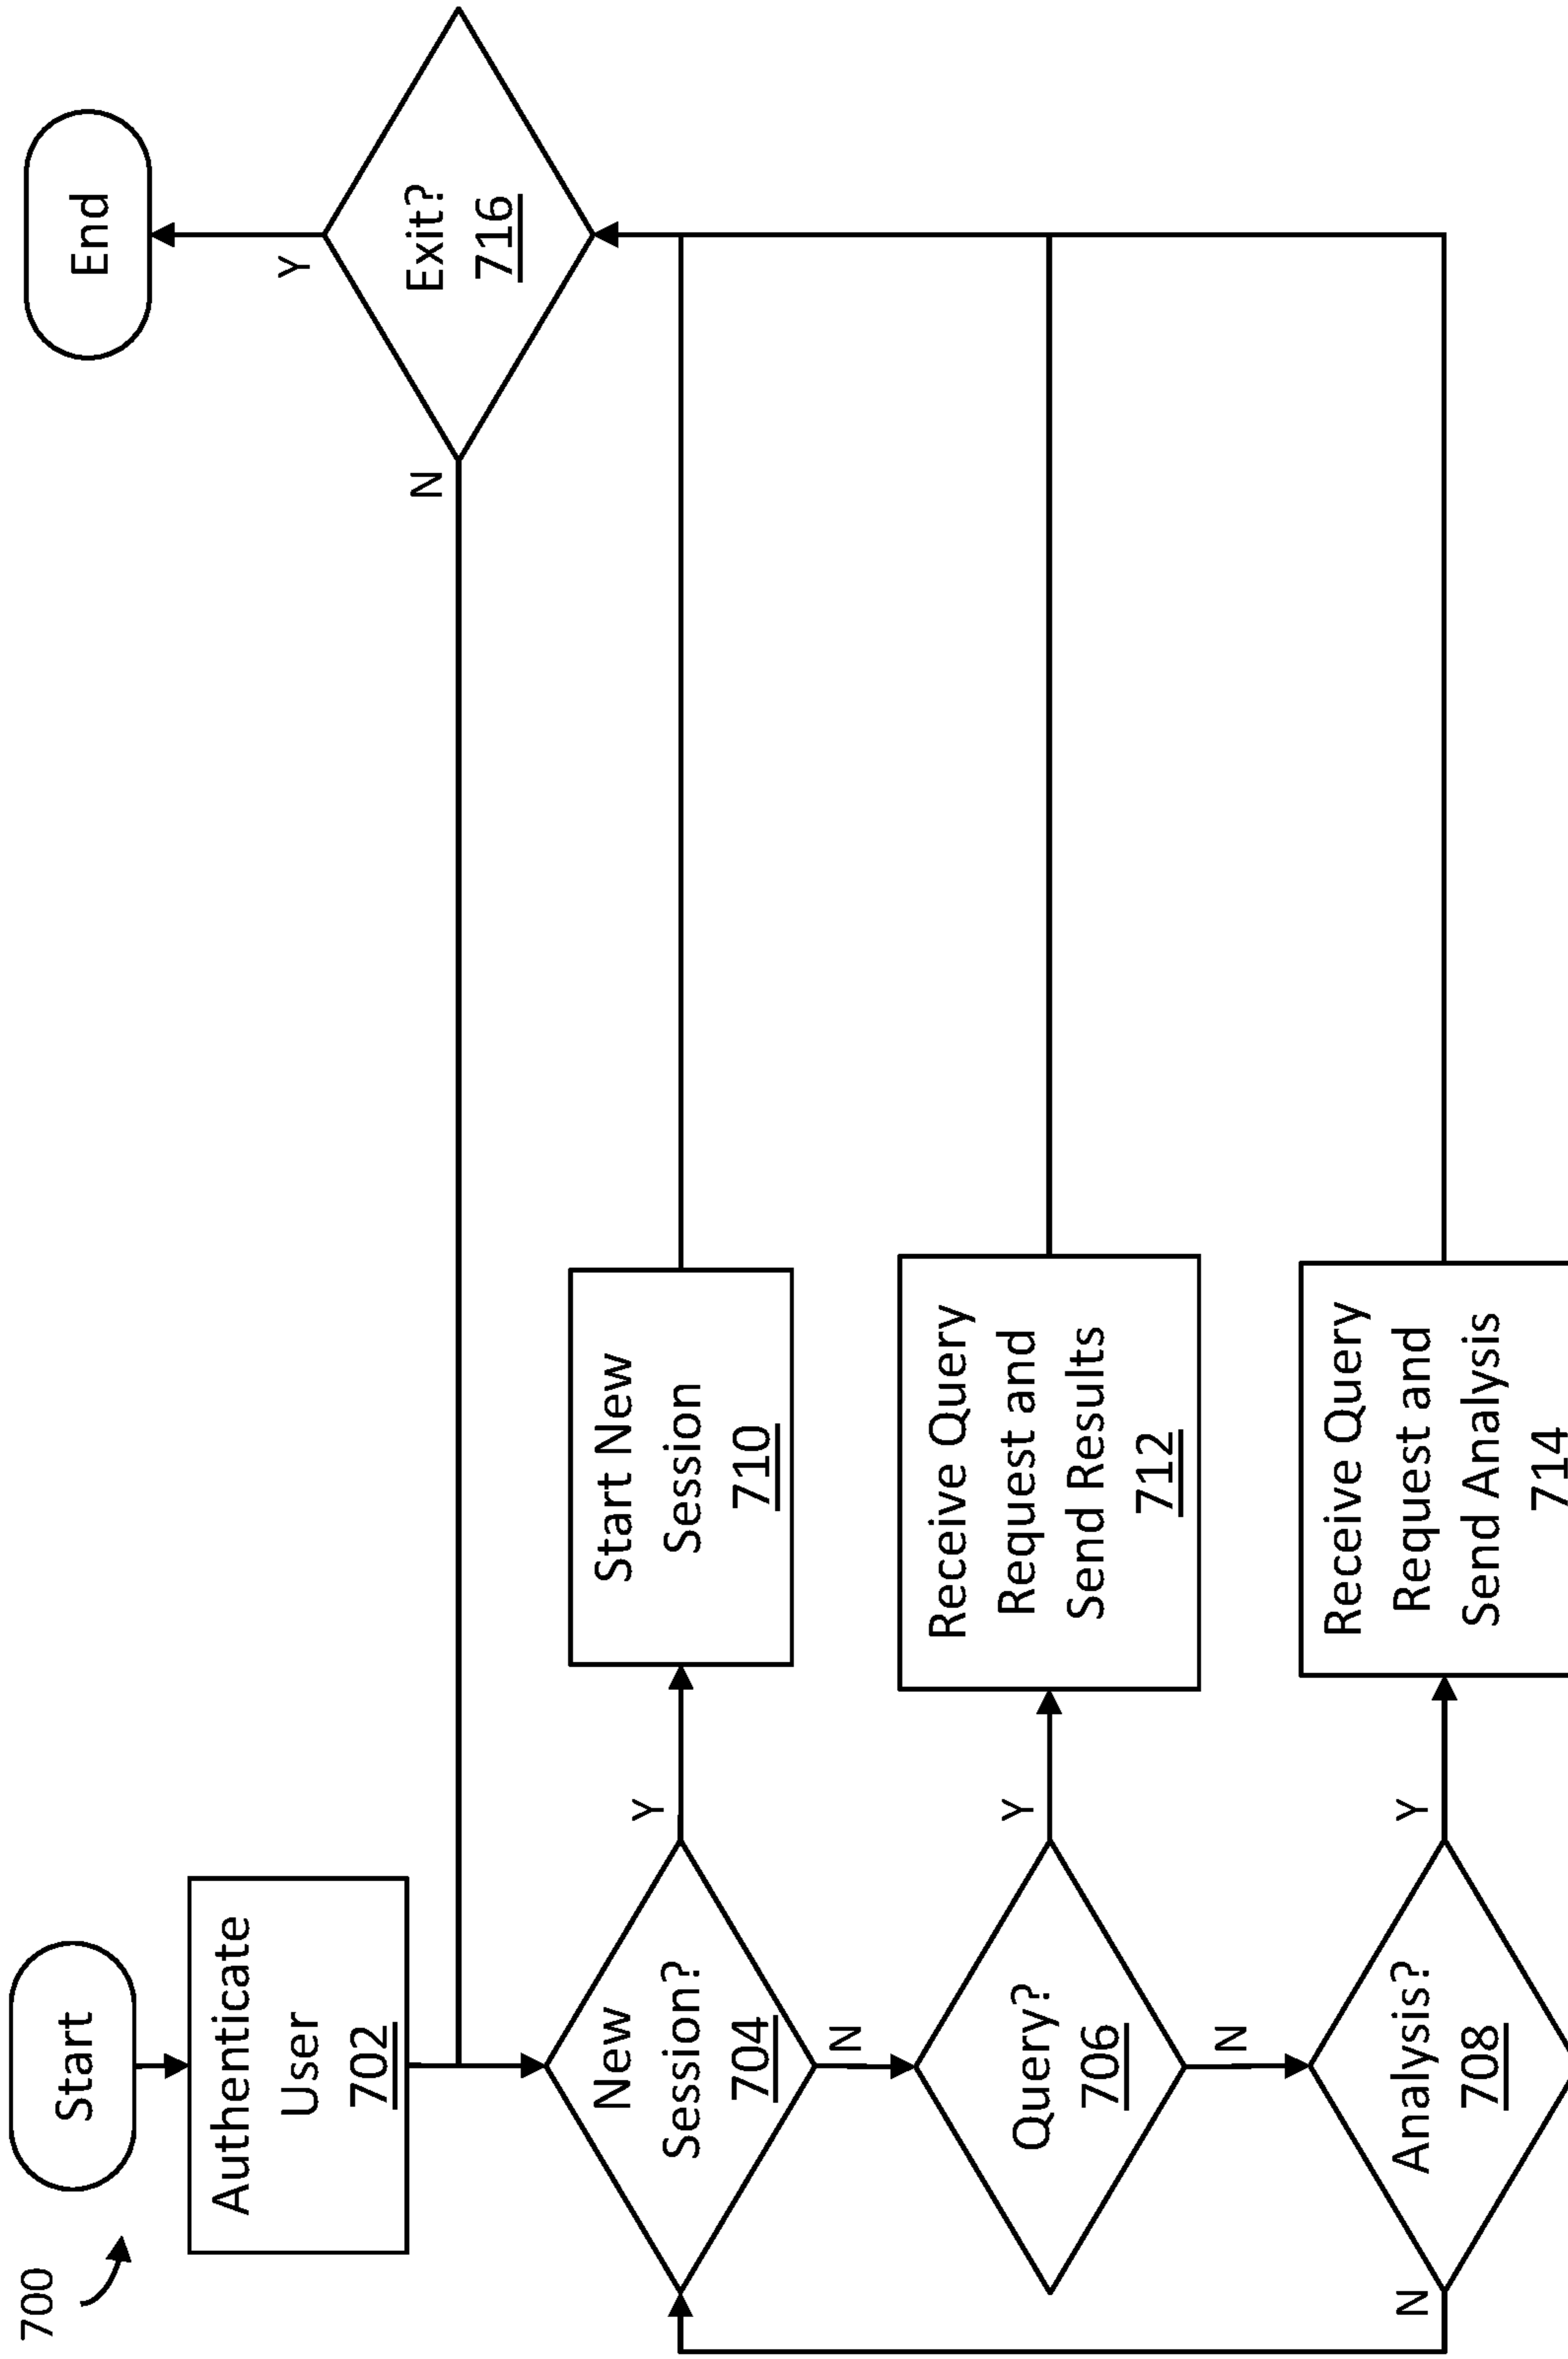 700
Start
Authenticate
User
702
New
Session?
704
Y
N
Start New
Session
710
Query?
706
Y
N
Receive Query
Request and
Send Results
712
Analysis?
708
Y
N
Receive Query
Request and
Send Analysis
714
Exit?
716
N
Y
End